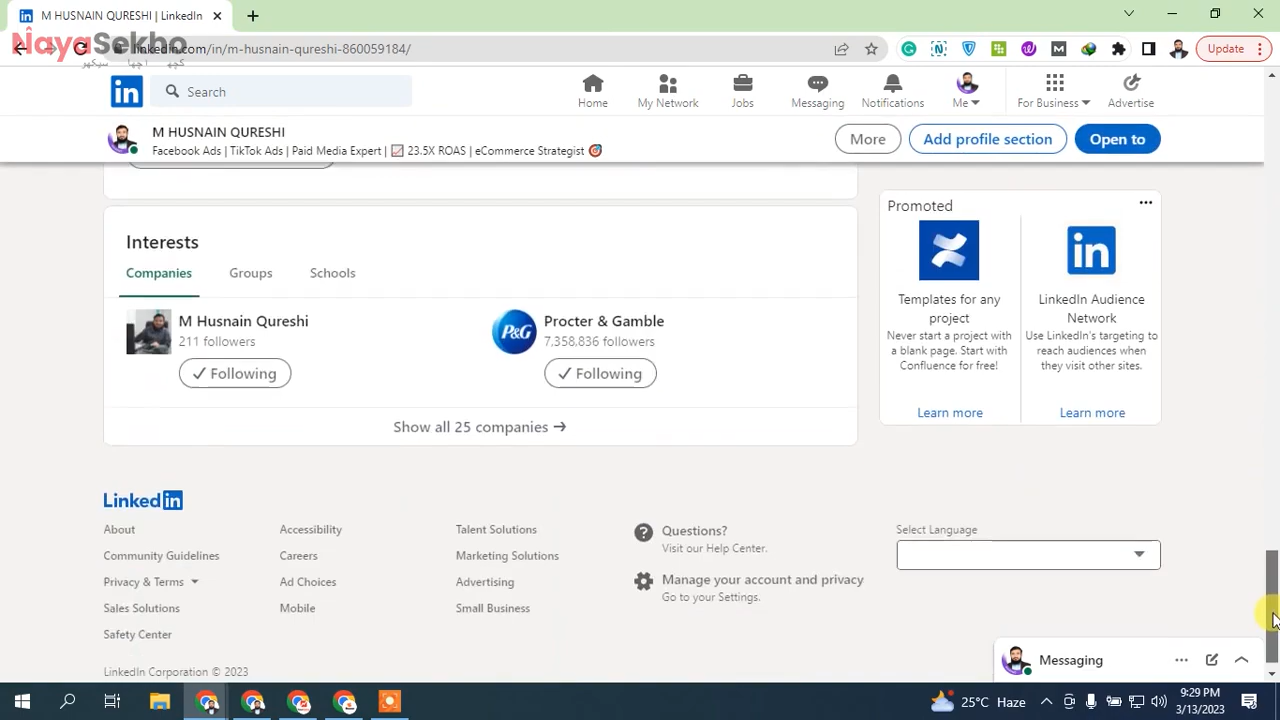 M HUSNAIN QURESHI | LinkedIn
NayaSekho
کچھ اچھا سیکھو
linkedin.com/in/m-husnain-qureshi-860059184/
Update
in
Search
Home
My Network
Jobs
Messaging
Notifications
Me
For Business
Advertise
M HUSNAIN QURESHI
Facebook Ads | TikTok Ads | Paid Media Expert | 📈 23.5X ROAS | eCommerce Strategist 🎯
More
Add profile section
Open to
Interests
Companies
Groups
Schools
M Husnain Qureshi
211 followers
✓ Following
P&G
Procter & Gamble
7,358,836 followers
✓ Following
Show all 25 companies →
Promoted
Templates for any
project
Never start a project with
a blank page. Start with
Confluence for free!
Learn more
in
LinkedIn Audience
Network
Use LinkedIn's targeting to
reach audiences when
they visit other sites.
Learn more
Linkedin
About
Accessibility
Talent Solutions
Community Guidelines
Careers
Marketing Solutions
Privacy & Terms
Ad Choices
Advertising
Sales Solutions
Mobile
Small Business
Safety Center
Questions?
Visit our Help Center.
Manage your account and privacy
Go to your Settings.
Select Language
LinkedIn Corporation © 2023
Messaging
25°C Haze
9:29 PM
3/13/2023